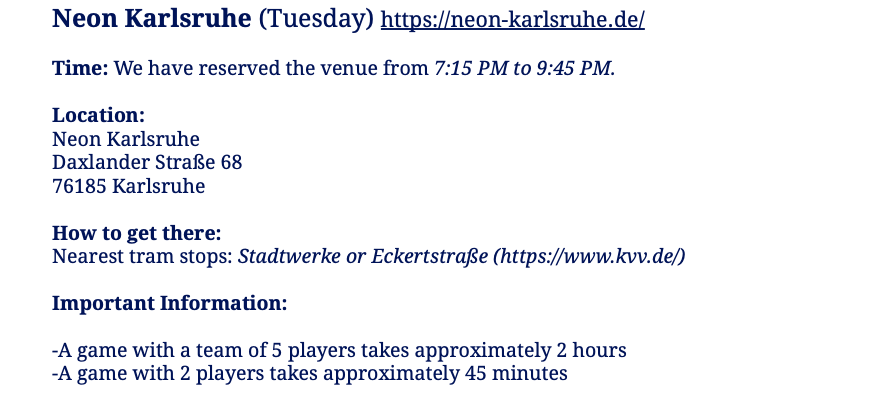 Neon Karlsruhe (Tuesday) https://neon-karlsruhe.de/
Time: We have reserved the venue from 7:15 PM to 9:45 PM.
Location:
Neon Karlsruhe
Daxlander Straße 68
76185 Karlsruhe
How to get there:
Nearest tram stops: Stadtwerke or Eckertstraße (https://www.kvv.de/)
Important Information:
-A game with a team of 5 players takes approximately 2 hours
-A game with 2 players takes approximately 45 minutes